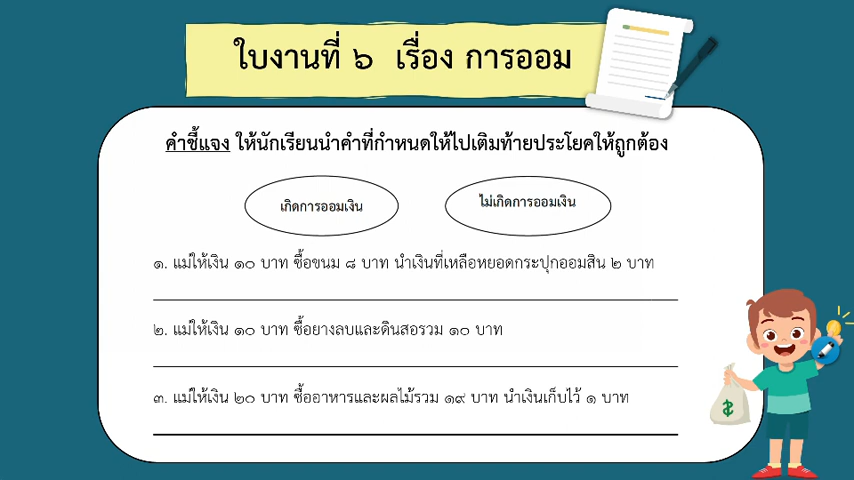 ใบงานที่ ๖ เรื่อง การออม
คำชี้แจง ให้นักเรียนนำคำที่กำหนดให้ไปเติมท้ายประโยคให้ถูกต้อง
เกิดการออมเงิน ไม่เกิดการออมเงิน
๑. แม่ให้เงิน ๑๐ บาท ซื้อขนม ๘ บาท นำเงินที่เหลือหยอดกระปุกออมสิน ๒ บาท
๒. แม่ให้เงิน ๑๐ บาท ซื้อยางลบและดินสอรวม ๑๐ บาท
๓. แม่ให้เงิน ๒๐ บาท ซื้ออาหารและผลไม้รวม ๑๙ บาท นำเงินเก็บไว้ ๑ บาท